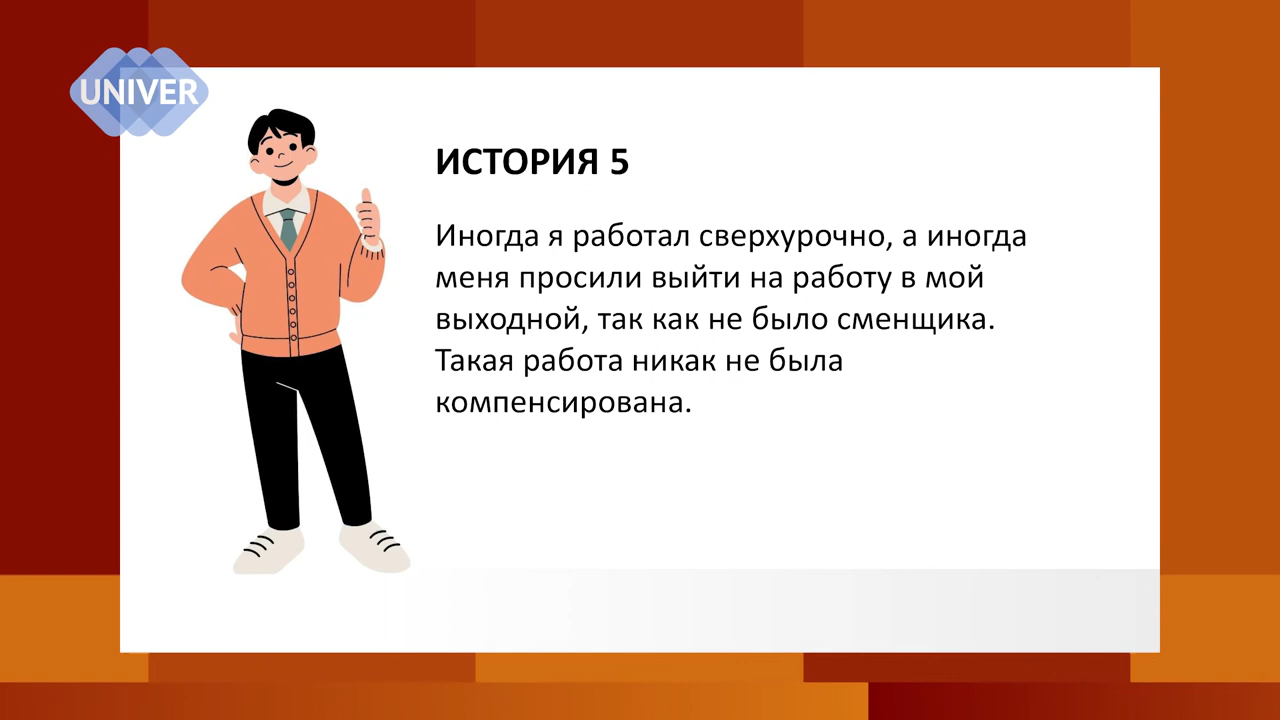 UNIVER
ИСТОРИЯ 5
Иногда я работал сверхурочно, а иногда
меня просили выйти на работу в мой
выходной, так как не было сменщика.
Такая работа никак не была
компенсирована.